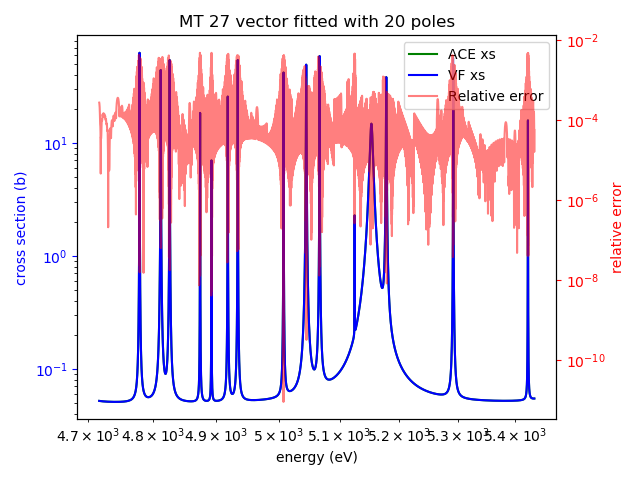 MT 27 vector fitted with 20 poles
ACE xs
VF xs
Relative error
cross section (b)
10¹
10⁰
10⁻¹
relative error
10⁻²
10⁻⁴
10⁻⁶
10⁻⁸
10⁻¹⁰
4.7 × 10³ 4.8 × 10³ 4.9 × 10³ 5 × 10³ 5.1 × 10³ 5.2 × 10³ 5.3 × 10³ 5.4 × 10³
energy (eV)